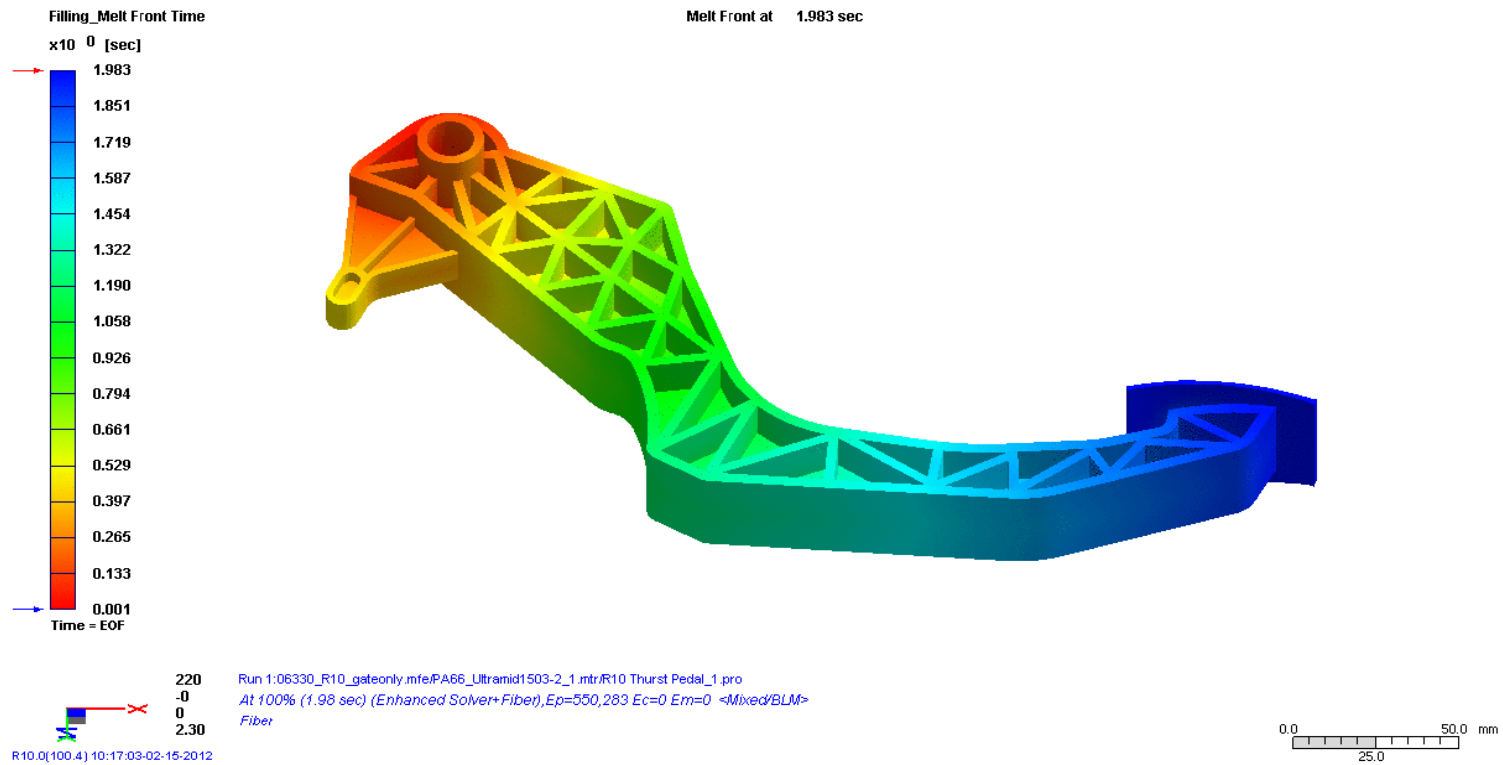 Filling_Melt Front Time
Melt Front at 1.983 sec
x10 0 [sec]
1.983
1.851
1.719
1.587
1.454
1.322
1.190
1.058
0.926
0.794
0.661
0.529
0.397
0.265
0.133
0.001
Time = EOF
220
-0
0
2.30
Run 1:06330_R10_gateonly.mfe/PA66_Ultramid1503-2_1.mtr/R10 Thurst Pedal_1.pro
At 100% (1.98 sec) (Enhanced Solver+Fiber),Ep=550,283 Ec=0 Em=0 <Mixed/BLM>
Fiber
R10.0(100.4) 10:17:03-02-15-2012
0.0 50.0 mm
25.0